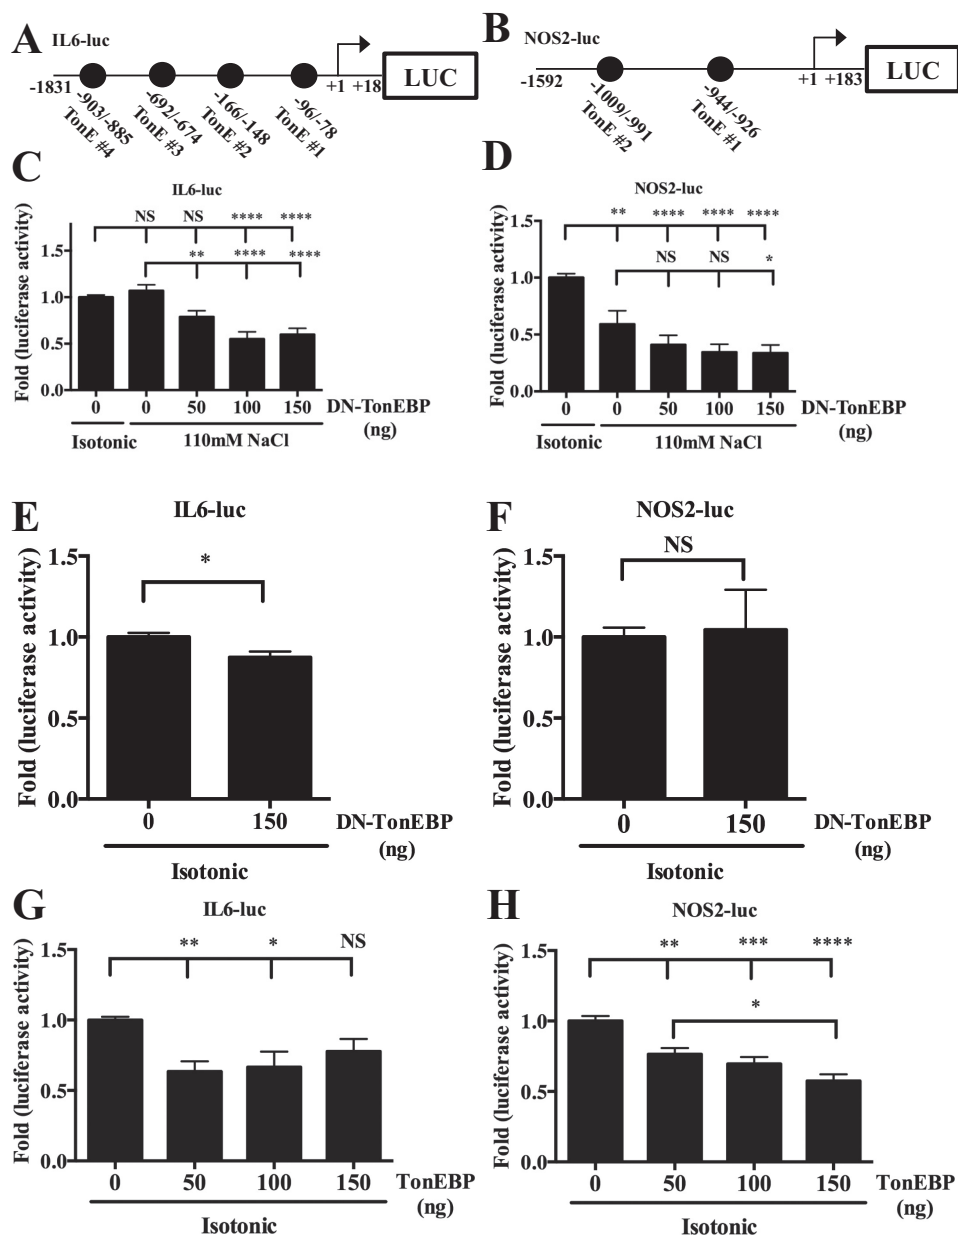 A
IL6-luc
-1831
+1 +18
LUC
-903/-885
TonE #4
-692/-674
TonE #3
-166/-148
TonE #2
-96/-78
TonE #1
B
NOS2-luc
-1592
+1 +183
LUC
-1009/-991
TonE #2
-944/-926
TonE #1
C
IL6-luc
Fold (luciferase activity)
NS NS **** ****
** **** ****
1.5
1.0
0.5
0.0
0 0 50 100 150 DN-TonEBP
(ng)
Isotonic 110mM NaCl
D
NOS2-luc
Fold (luciferase activity)
** **** **** ****
NS NS *
1.5
1.0
0.5
0.0
0 0 50 100 150 DN-TonEBP
(ng)
Isotonic 110mM NaCl
E
IL6-luc
Fold (luciferase activity)
*
1.5
1.0
0.5
0.0
0 150 DN-TonEBP
(ng)
Isotonic
F
NOS2-luc
Fold (luciferase activity)
NS
1.5
1.0
0.5
0.0
0 150 DN-TonEBP
(ng)
Isotonic
G
IL6-luc
Fold (luciferase activity)
** * NS
1.5
1.0
0.5
0.0
0 50 100 150 TonEBP
(ng)
Isotonic
H
NOS2-luc
Fold (luciferase activity)
** *** ****
*
1.5
1.0
0.5
0.0
0 50 100 150 TonEBP
(ng)
Isotonic